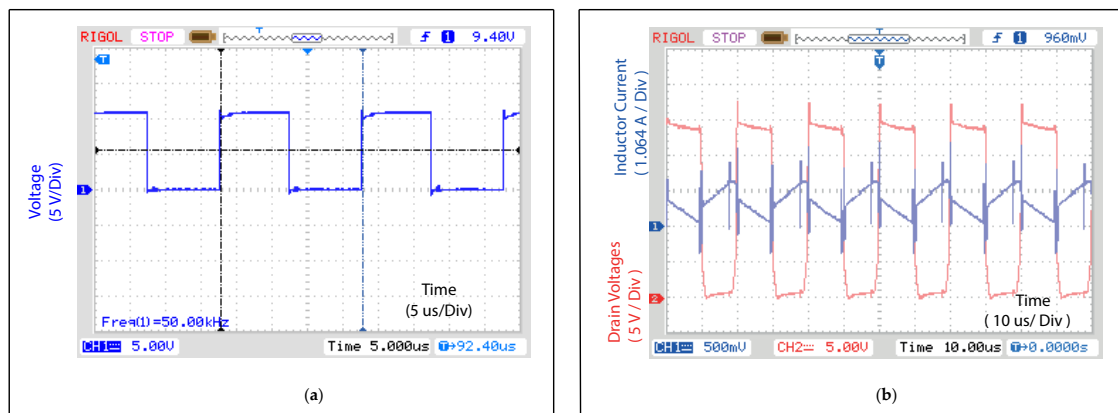 RIGOL STOP T 1 9.40V
T
1
Voltage
(5 V/Div)
Time
(5 us/Div)
Freq(1)=50.00kHz
CH1 5.00V Time 5.000us T→92.40us
(a)
RIGOL STOP T 1 960mV
T
Inductor Current
(1.064 A / Div)
1
Drain Voltages
(5 V / Div)
2
Time
(10 us/ Div)
CH1 500mV CH2 5.00V Time 10.00us T→0.0000s
(b)